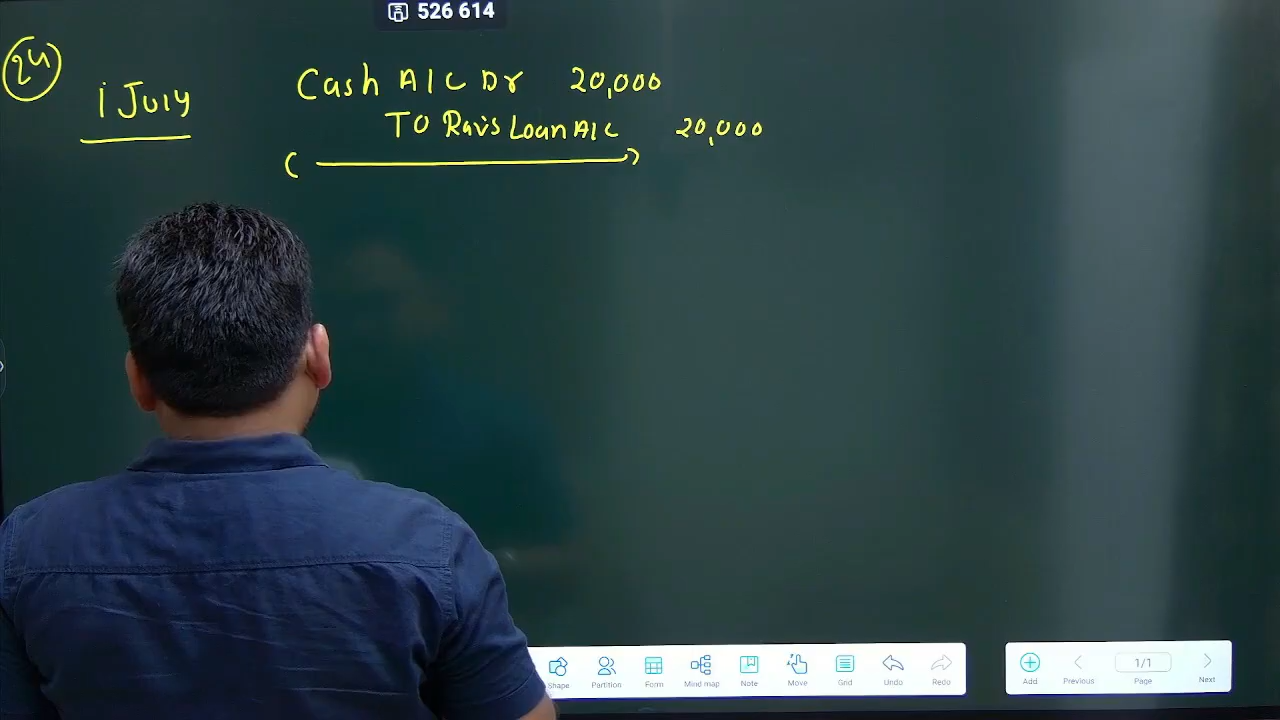 526 614
24
1 July
Cash A/C Dr 20,000
TO Ravi's Loan A/C 20,000
( )
Shape Partition Form Mind map Note Move Grid Undo Redo
Add Previous 1/1 Page Next